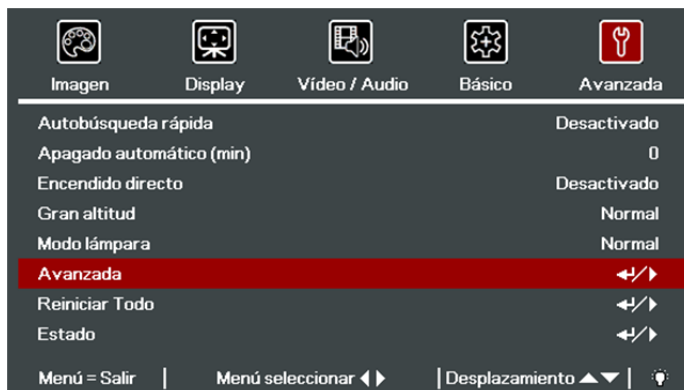 Imagen Display Vídeo / Audio Básico Avanzada
Autobúsqueda rápida Desactivado
Apagado automático (min) 0
Encendido directo Desactivado
Gran altitud Normal
Modo lámpara Normal
Avanzada
Reiniciar Todo
Estado
Menú = Salir Menú seleccionar Desplazamiento